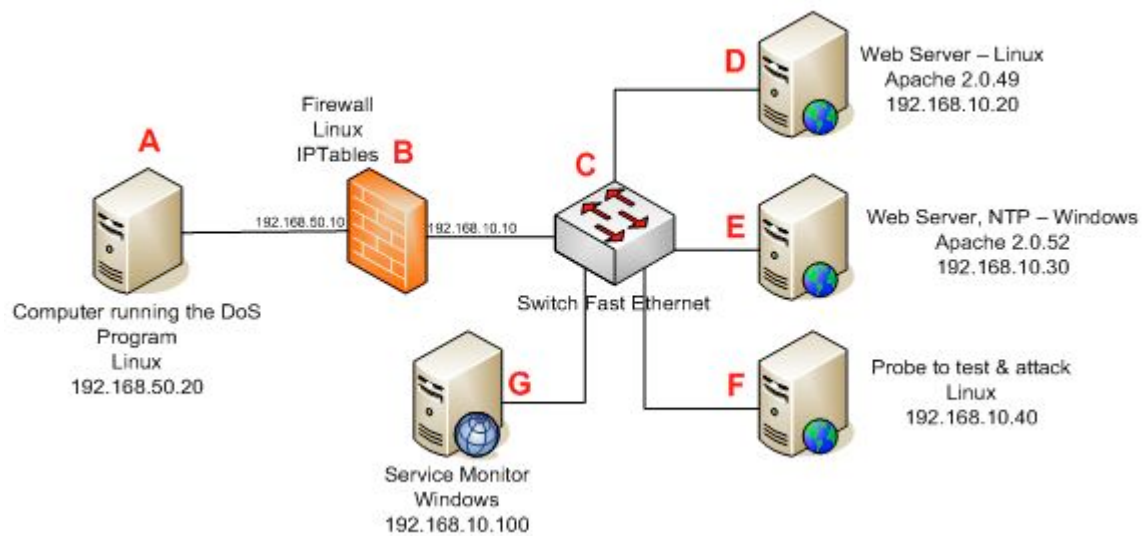 A
Computer running the DoS
Program
Linux
192.168.50.20
Firewall
Linux
IPTables
B
192.168.50.10
192.168.10.10
C
Switch Fast Ethernet
D
Web Server – Linux
Apache 2.0.49
192.168.10.20
E
Web Server, NTP – Windows
Apache 2.0.52
192.168.10.30
F
Probe to test & attack
Linux
192.168.10.40
G
Service Monitor
Windows
192.168.10.100